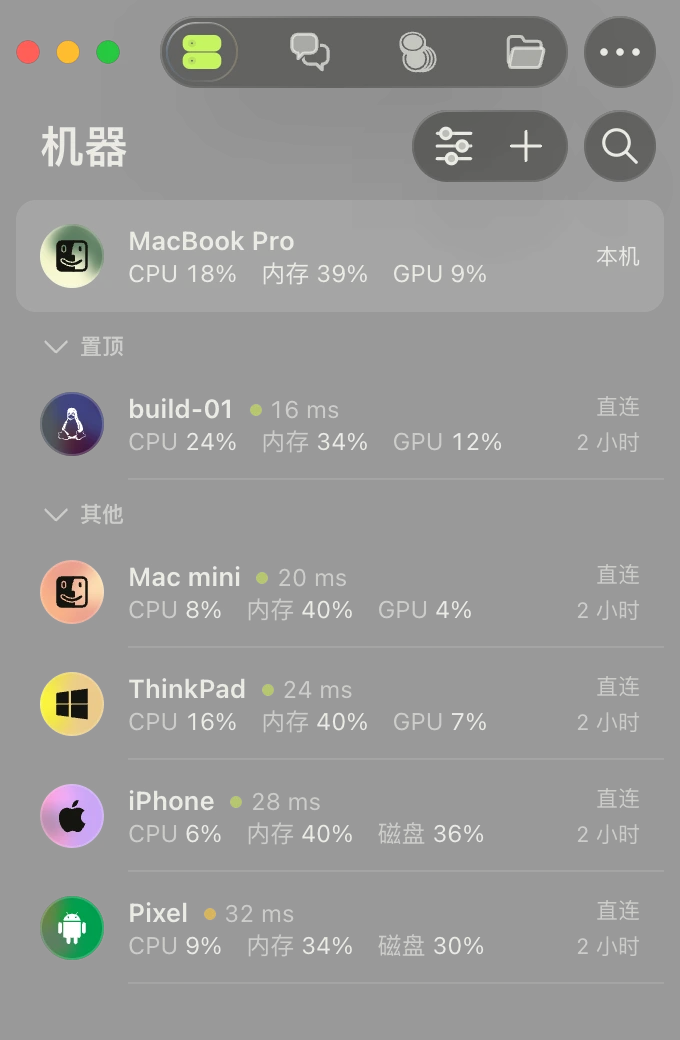 机器
MacBook Pro
CPU 18% 内存 39% GPU 9%
本机
置顶
build-01 16 ms 直连
CPU 24% 内存 34% GPU 12% 2 小时
其他
Mac mini 20 ms 直连
CPU 8% 内存 40% GPU 4% 2 小时
ThinkPad 24 ms 直连
CPU 16% 内存 40% GPU 7% 2 小时
iPhone 28 ms 直连
CPU 6% 内存 40% 磁盘 36% 2 小时
Pixel 32 ms 直连
CPU 9% 内存 34% 磁盘 30% 2 小时